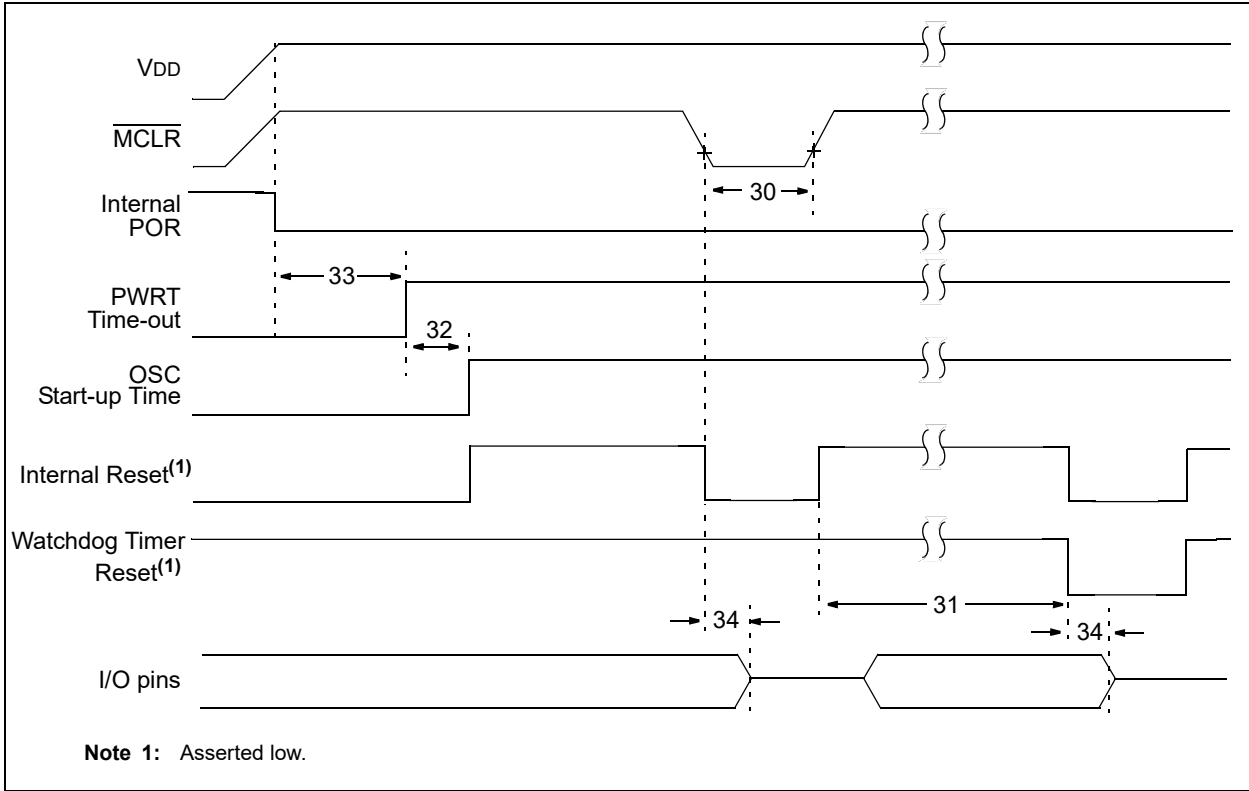 VDD
MCLR
30
Internal
POR
33
PWRT
Time-out
32
OSC
Start-up Time
Internal Reset(1)
Watchdog Timer
Reset(1)
31
34
34
I/O pins
Note 1: Asserted low.